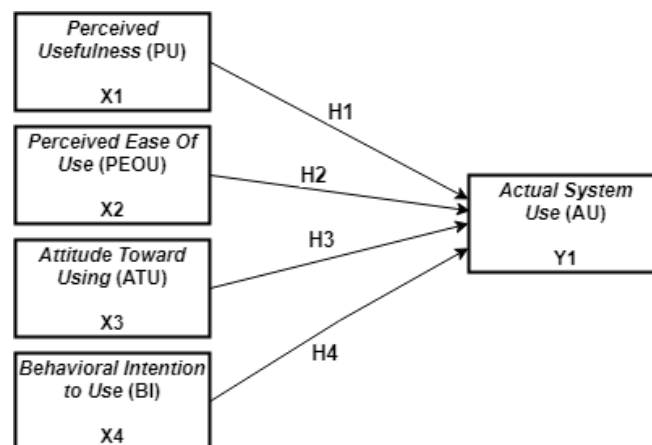 Perceived
Usefulness (PU)
X1
H1
Perceived Ease Of
Use (PEOU)
X2
H2
Attitude Toward
Using (ATU)
X3
H3
Behavioral Intention
to Use (BI)
X4
H4
Actual System
Use (AU)
Y1